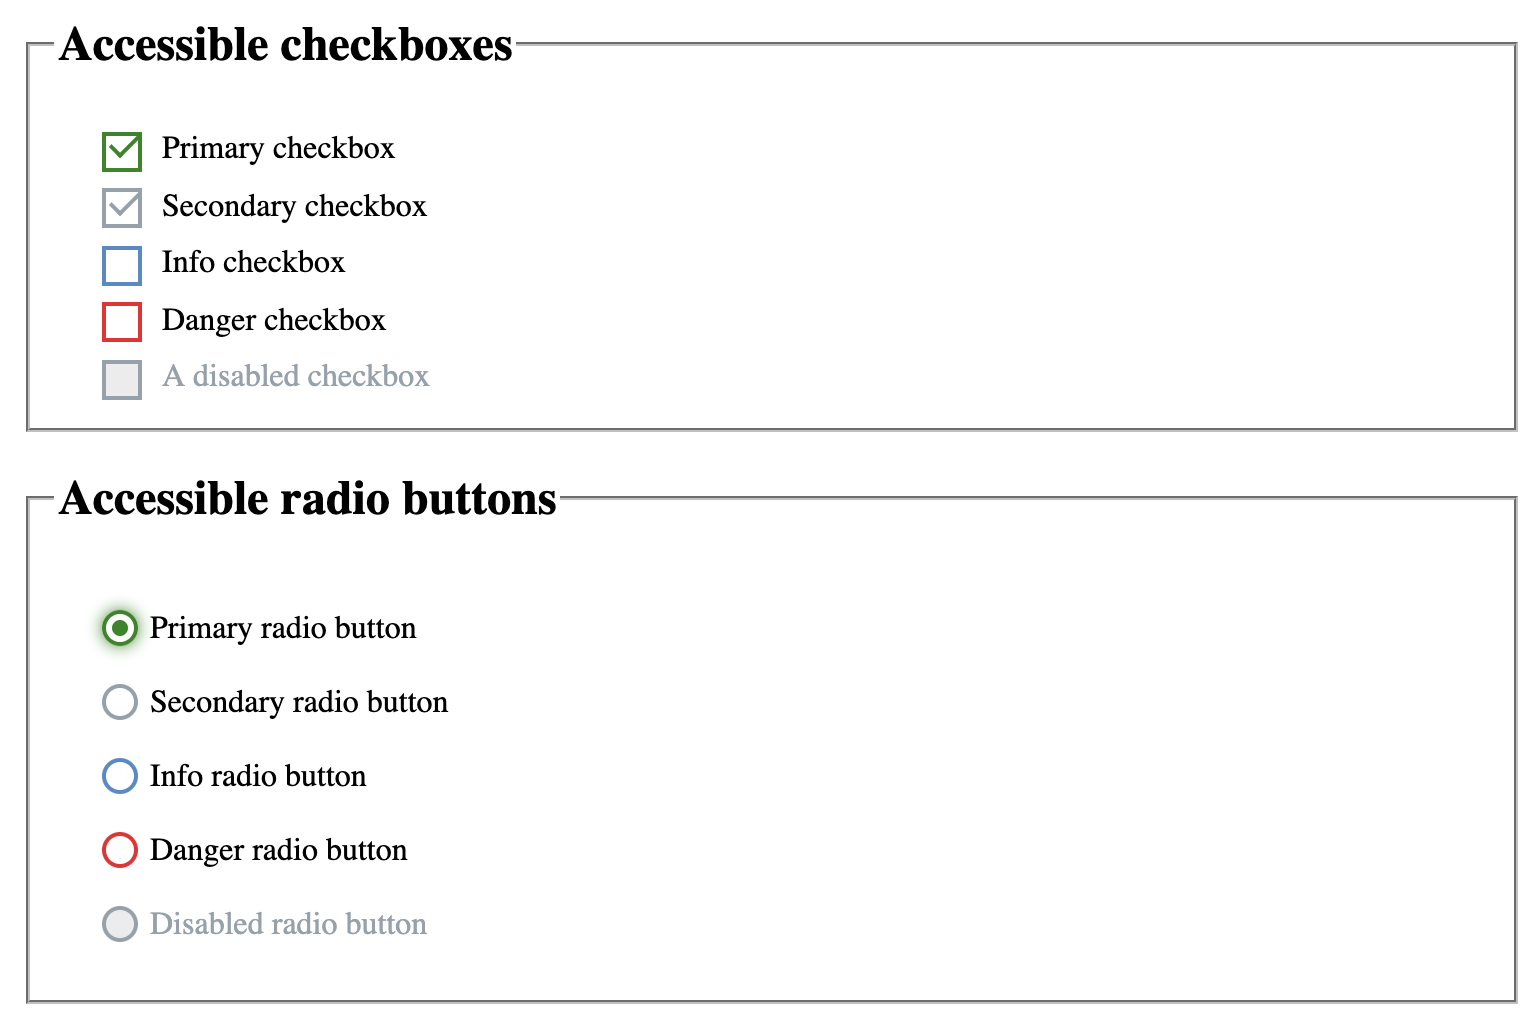 Accessible checkboxes
Primary checkbox
Secondary checkbox
Info checkbox
Danger checkbox
A disabled checkbox
Accessible radio buttons
Primary radio button
Secondary radio button
Info radio button
Danger radio button
Disabled radio button